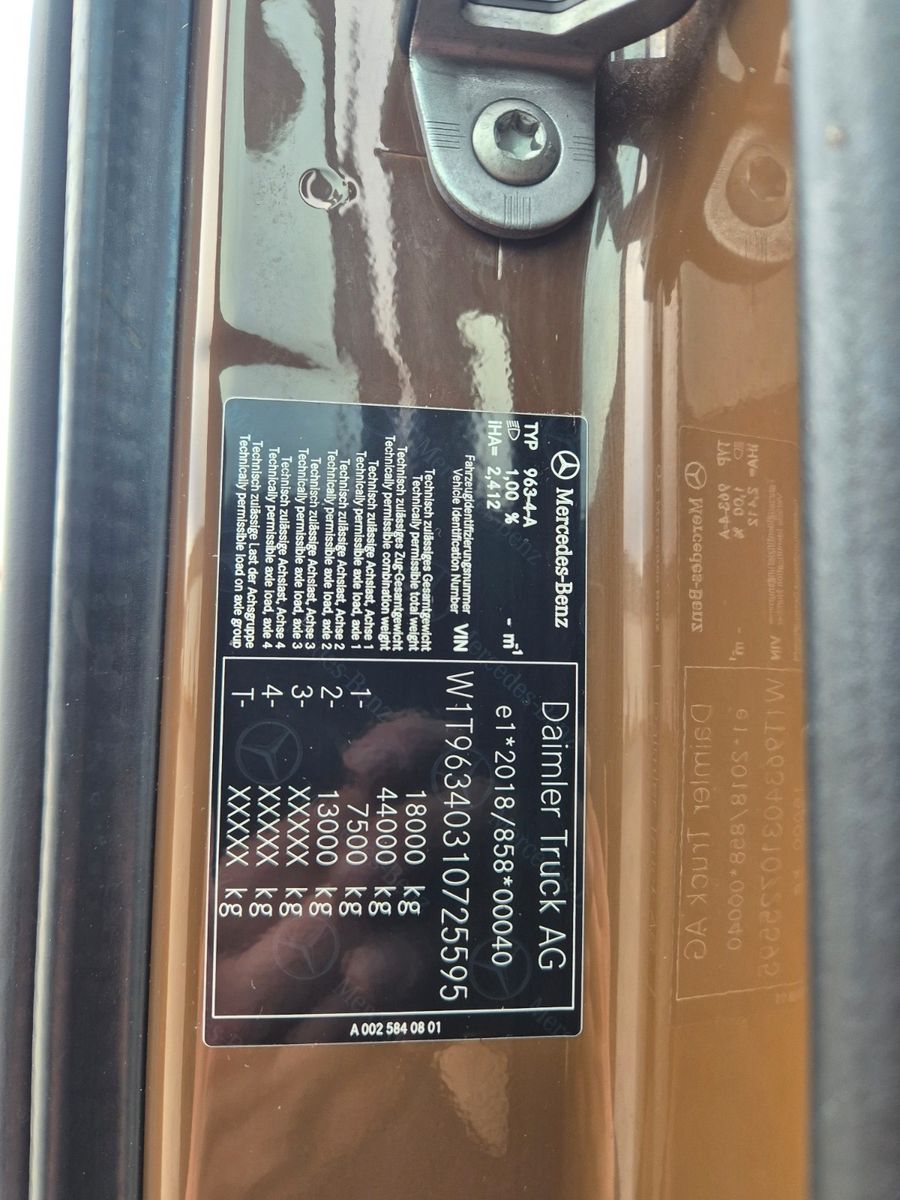 Mercedes-Benz
Daimler Truck AG
TYP 963-4-A
1,00 % - m-1 e1*2018/858*00040
iHA= 2,412
Fahrzeugidentifizierungsnummer
Vehicle Identification Number VIN W1T96340310725595
Technisch zulässiges Gesamtgewicht
Technically permissible total weight 18000 kg
Technisch zulässiges Zug-Gesamtgewicht
Technically permissible combination weight 44000 kg
Technisch zulässige Achslast, Achse 1
Technically permissible axle load, axle 1 1- 7500 kg
Technisch zulässige Achslast, Achse 2
Technically permissible axle load, axle 2 2- 13000 kg
Technisch zulässige Achslast, Achse 3
Technically permissible axle load, axle 3 3- XXXXX kg
Technisch zulässige Achslast, Achse 4
Technically permissible axle load, axle 4 4- XXXXX kg
Technisch zulässige Last der Achsgruppe
Technically permissible load on axle group T- XXXXX kg
A 002 584 08 01